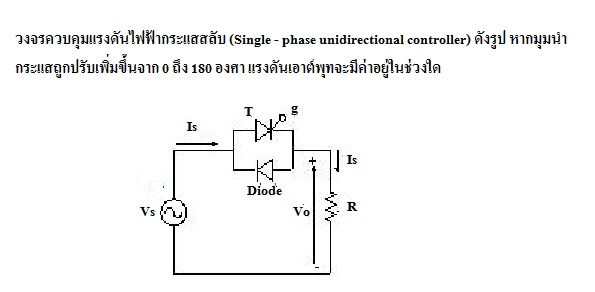 วงจรควบคุมแรงดันไฟฟ้ากระแสสลับ (Single - phase unidirectional controller) ดังรูป หากมุมนำ
กระแสถูกปรับเพิ่มขึ้นจาก 0 ถึง 180 องศา แรงดันเอาต์พุทจะมีค่าอยู่ในช่วงใด
T g
Is
+ Is
Diode
Vs Vo R
-